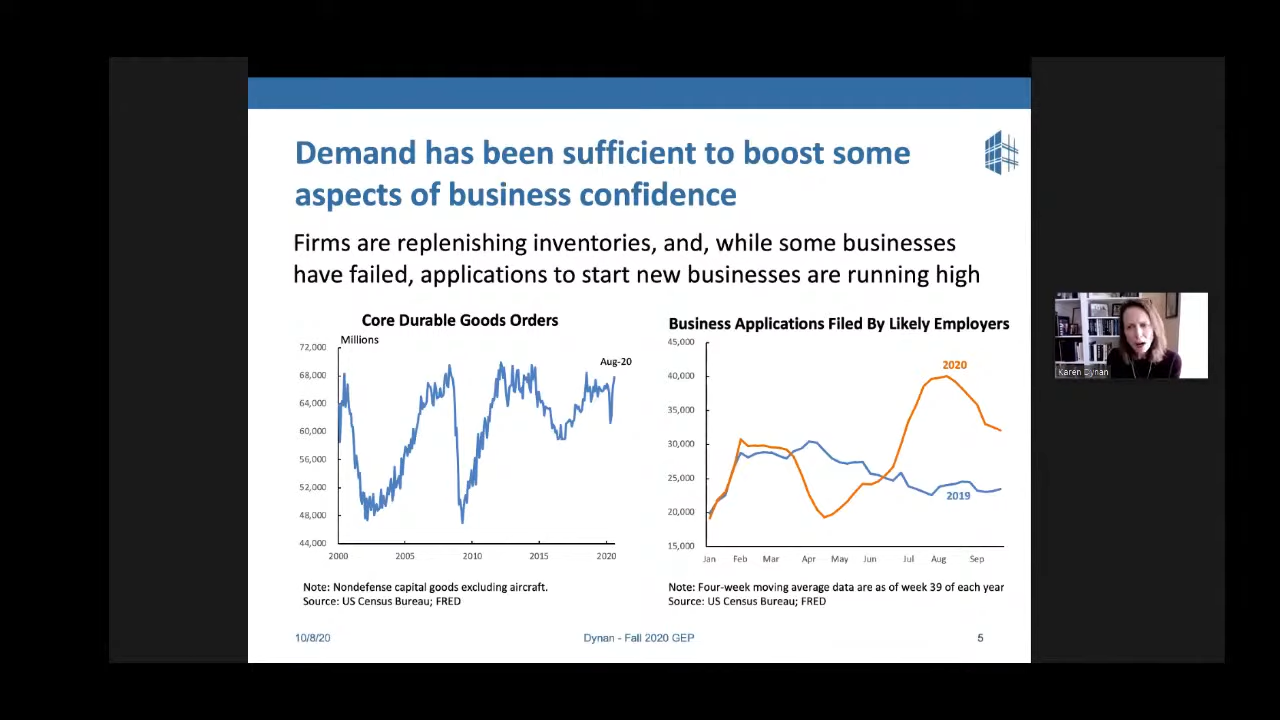 Demand has been sufficient to boost some
aspects of business confidence
Firms are replenishing inventories, and, while some businesses
have failed, applications to start new businesses are running high
Core Durable Goods Orders
Millions
72,000
68,000
64,000
60,000
56,000
52,000
48,000
44,000
Aug-20
2000 2005 2010 2015 2020
Note: Nondefense capital goods excluding aircraft.
Source: US Census Bureau; FRED
Business Applications Filed By Likely Employers
45,000
40,000
35,000
30,000
25,000
20,000
15,000
2020
2019
Jan Feb Mar Apr May Jun Jul Aug Sep
Note: Four-week moving average data are as of week 39 of each year
Source: US Census Bureau; FRED
10/8/20 Dynan - Fall 2020 GEP 5
Karen Dynan